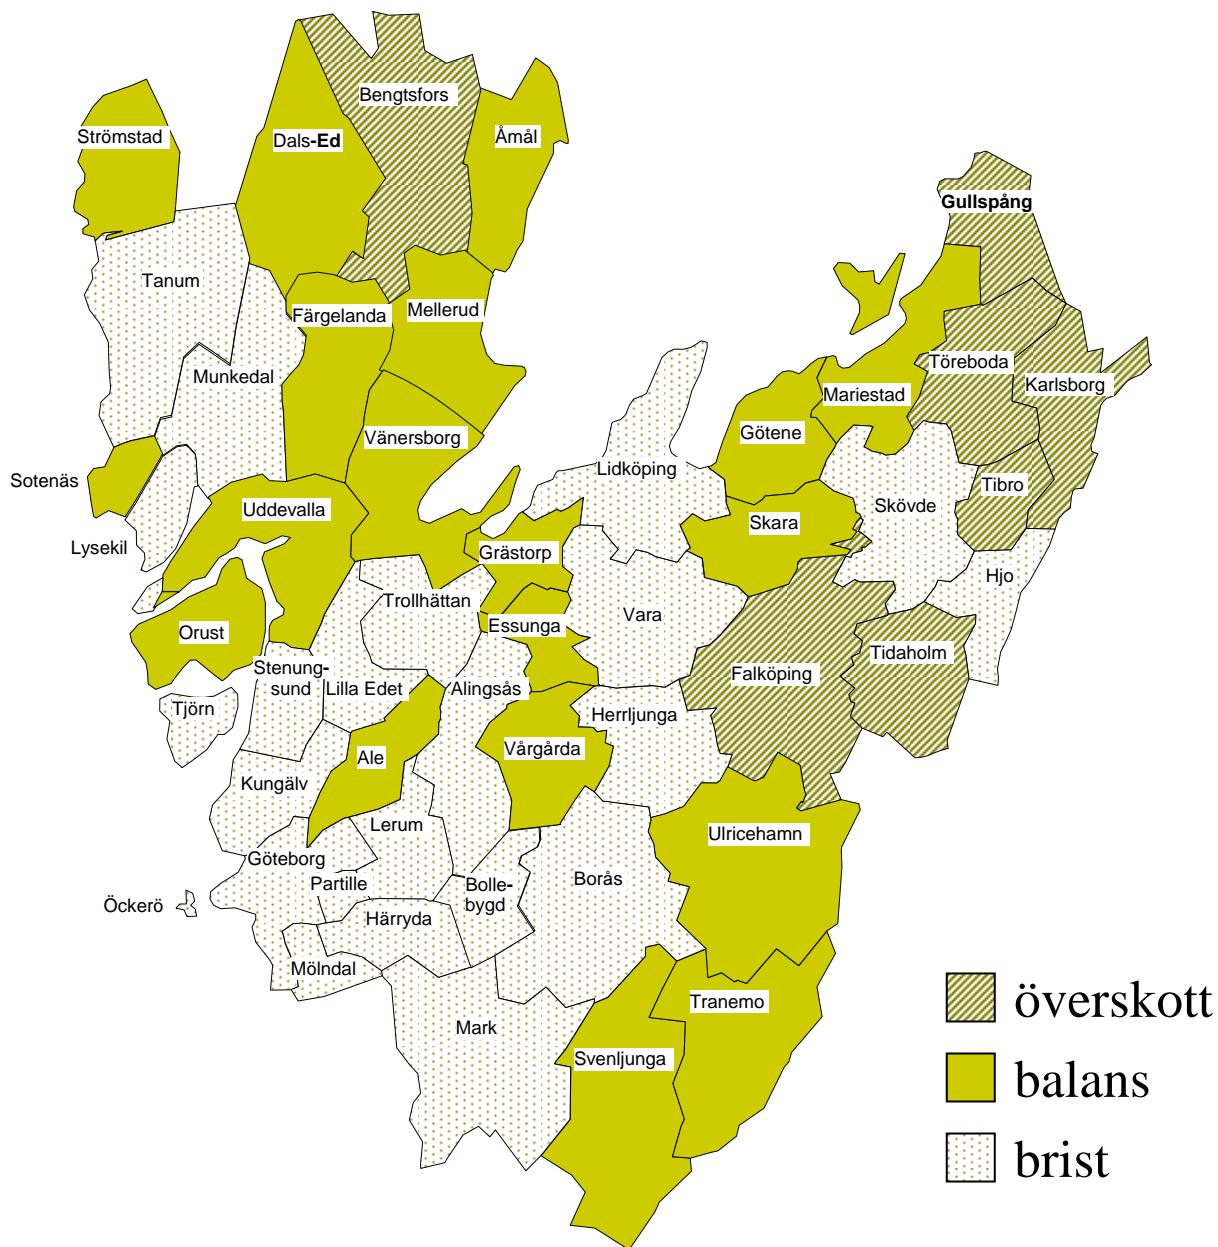 Bengtsfors
Strömstad
Dals-Ed
Åmål
Gullspång
Tanum
Färgelanda
Mellerud
Töreboda
Munkedal
Karlsborg
Mariestad
Vänersborg
Götene
Lidköping
Sotenäs
Tibro
Uddevalla
Skövde
Skara
Lysekil
Grästorp
Hjo
Trollhättan
Vara
Orust
Essunga
Tidaholm
Stenung-
sund
Lilla Edet
Alingsås
Falköping
Tjörn
Herrljunga
Vårgårda
Ale
Kungälv
Lerum
Ulricehamn
Göteborg
Partille
Bolle-
bygd
Borås
Öckerö
Härryda
Mölndal
Tranemo
Mark
Svenljunga
överskott
balans
brist